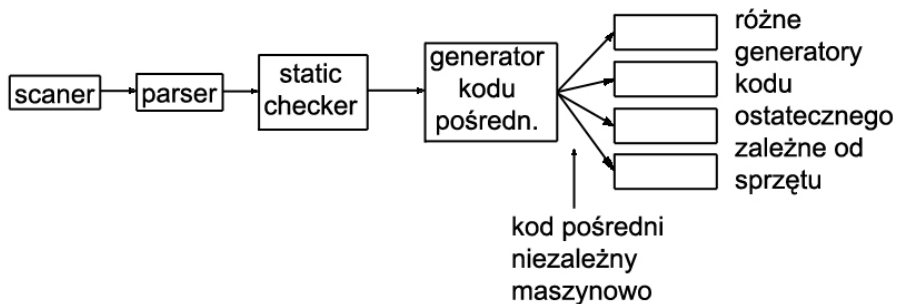 scaner
parser
static
checker
generator
kodu
pośredn.
różne
generatory
kodu
ostatecznego
zależne od
sprzętu
kod pośredni
niezależny
maszynowo